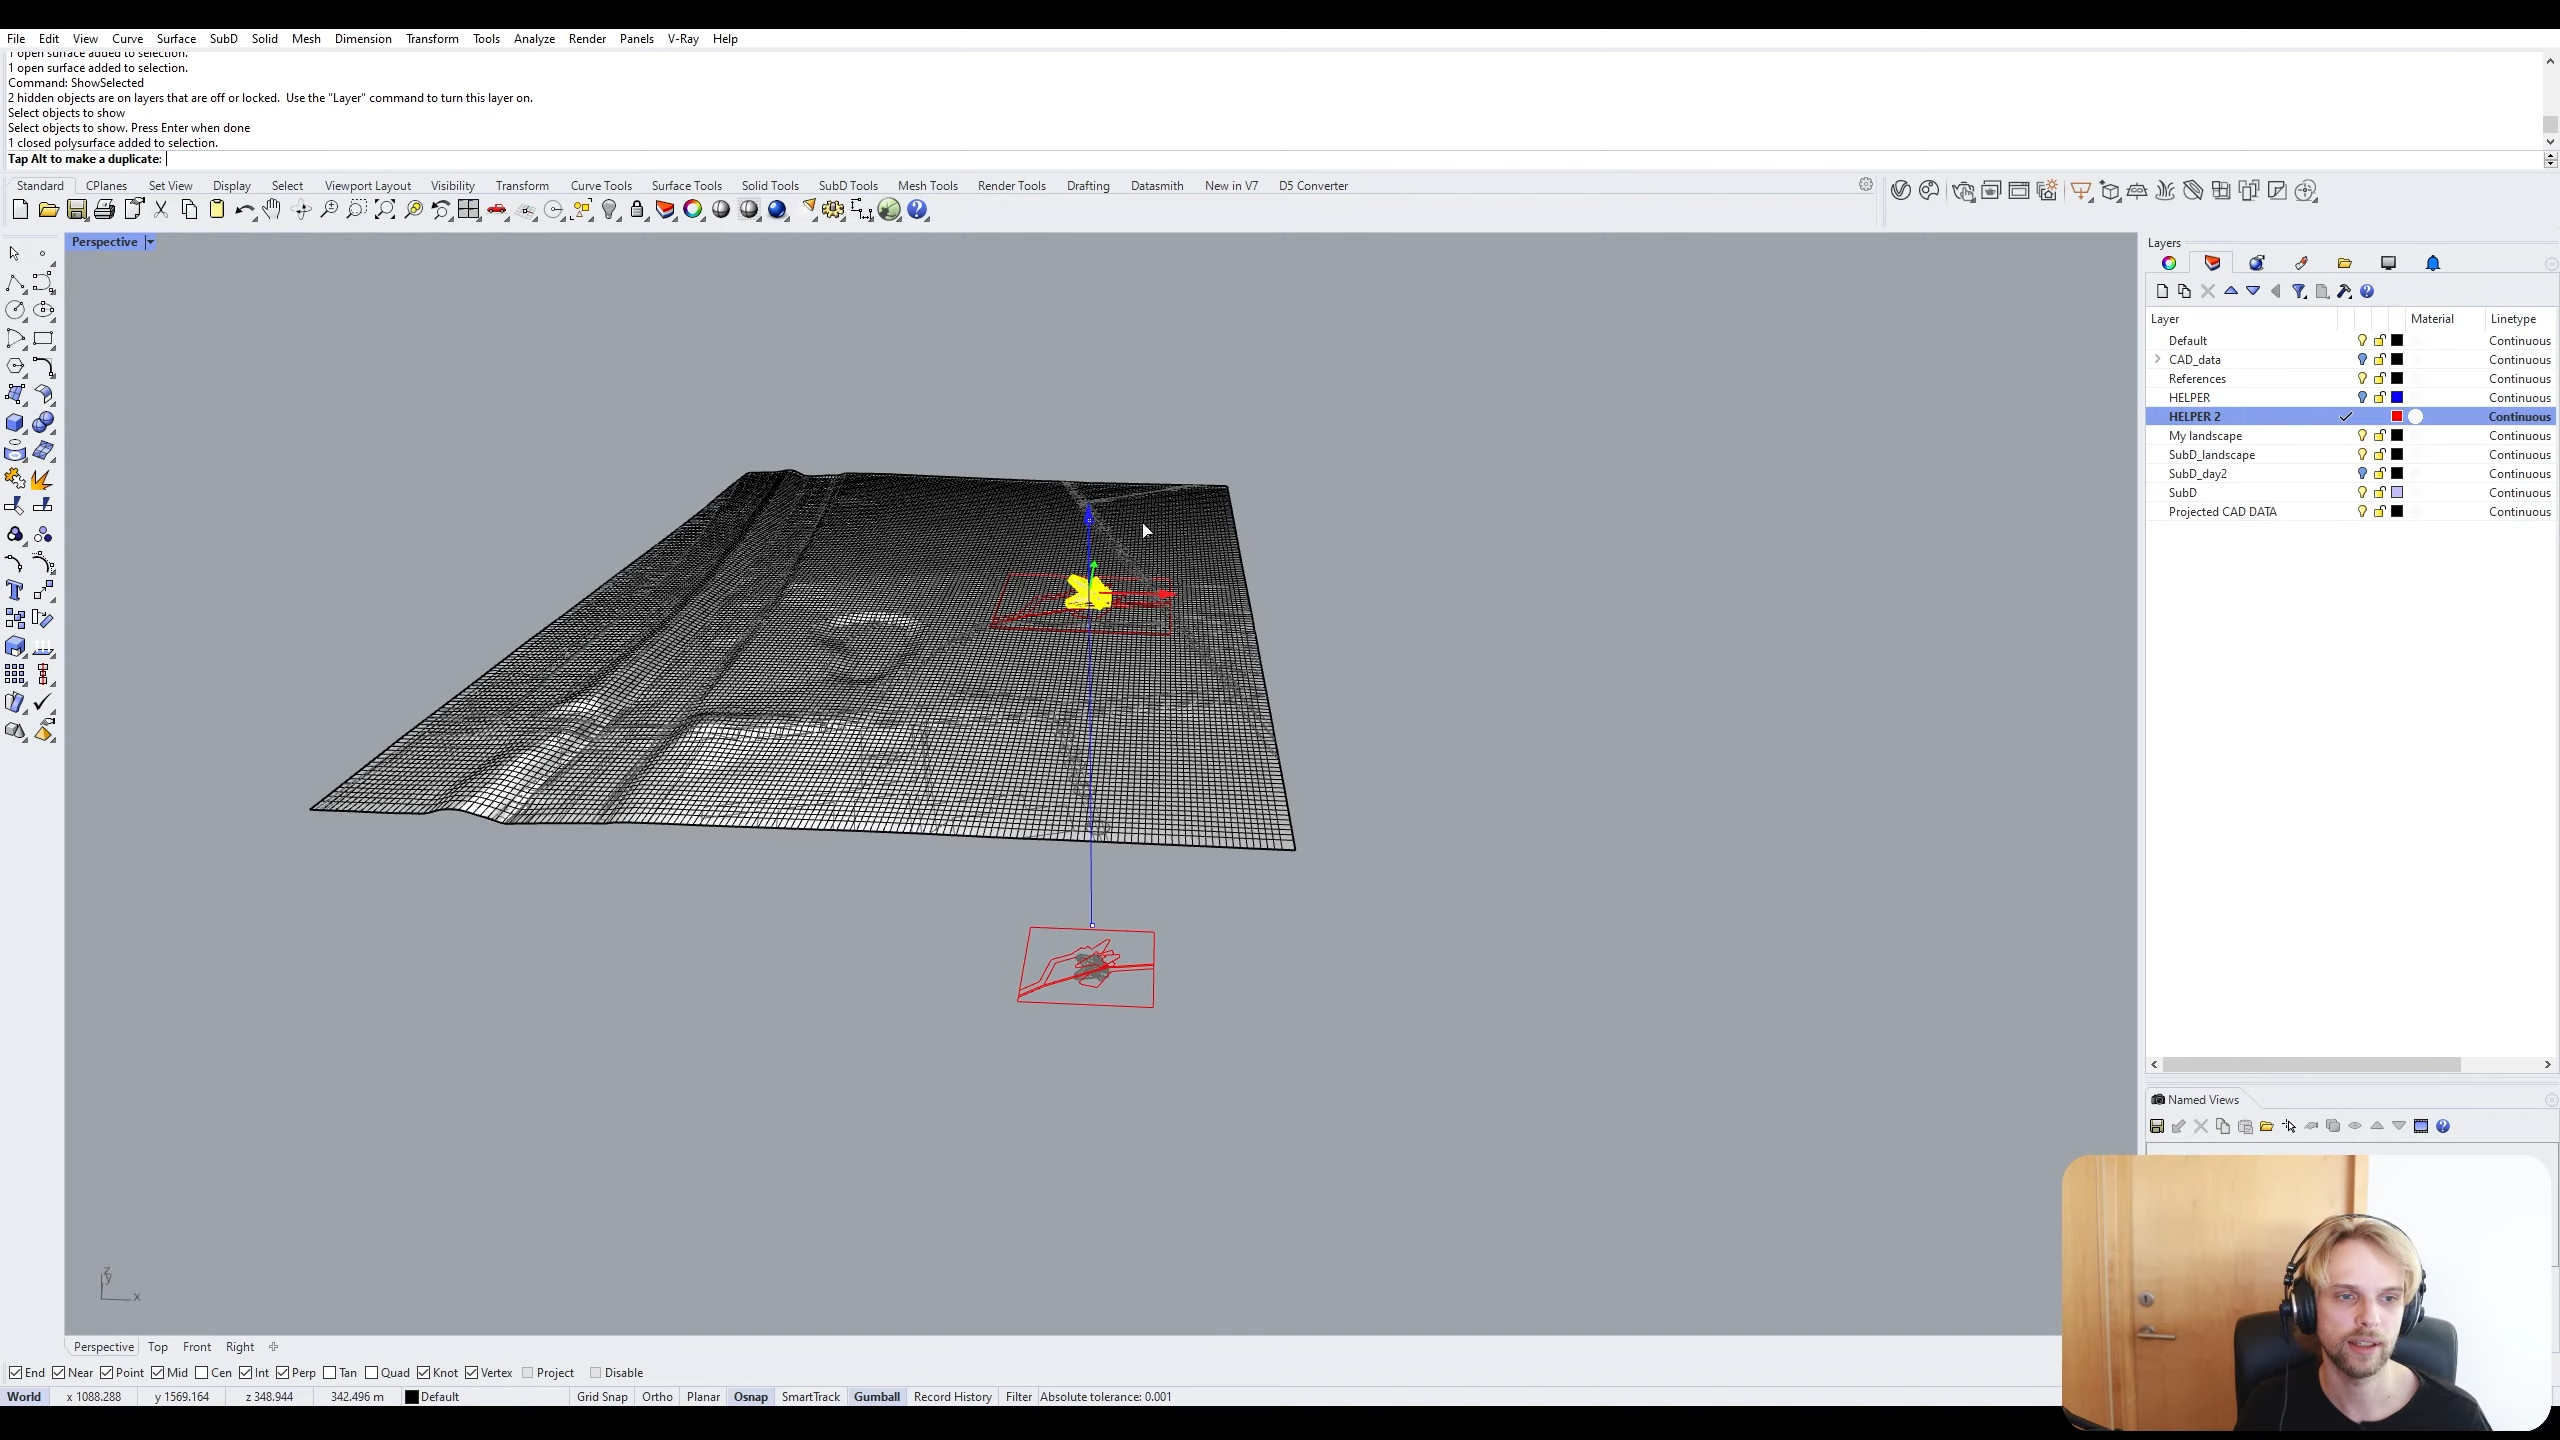 File Edit View Curve Surface SubD Solid Mesh Dimension Transform Tools Analyze Render Panels V-Ray Help
1 open surface added to selection.
1 open surface added to selection.
Command: ShowSelected
2 hidden objects are on layers that are off or locked. Use the "Layer" command to turn this layer on.
Select objects to show
Select objects to show. Press Enter when done
1 closed polysurface added to selection.
Tap Alt to make a duplicate:
Standard CPlanes Set View Display Select Viewport Layout Visibility Transform Curve Tools Surface Tools Solid Tools SubD Tools Mesh Tools Render Tools Drafting Datasmith New in V7 D5 Converter
Perspective
Layers
Layer Material Linetype
Default Continuous
CAD_data Continuous
References Continuous
HELPER Continuous
HELPER 2 Continuous
My landscape Continuous
SubD_landscape Continuous
SubD_day2 Continuous
SubD Continuous
Projected CAD DATA Continuous
Named Views
z
y
x
Perspective Top Front Right
End Near Point Mid Cen Int Perp Tan Quad Knot Vertex Project Disable
World x 1088.288 y 1569.164 z 348.944 342.496 m Default Grid Snap Ortho Planar Osnap SmartTrack Gumball Record History Filter Absolute tolerance: 0.001